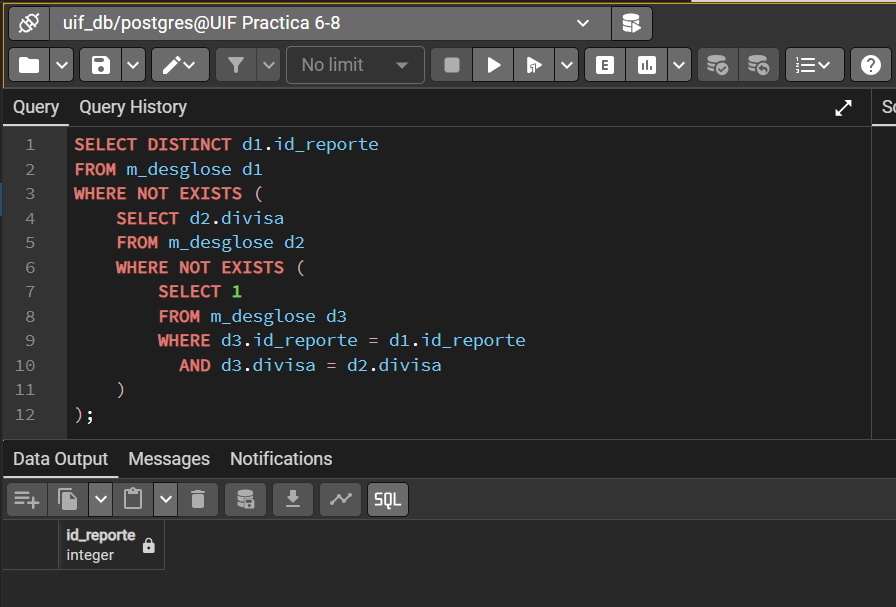 uif_db/postgres@UIF Practica 6-8
No limit
E
?
Query Query History
1 SELECT DISTINCT d1.id_reporte
2 FROM m_desglose d1
3 WHERE NOT EXISTS (
4 SELECT d2.divisa
5 FROM m_desglose d2
6 WHERE NOT EXISTS (
7 SELECT 1
8 FROM m_desglose d3
9 WHERE d3.id_reporte = d1.id_reporte
10 AND d3.divisa = d2.divisa
11 )
12 );
Data Output Messages Notifications
SQL
id_reporte
integer